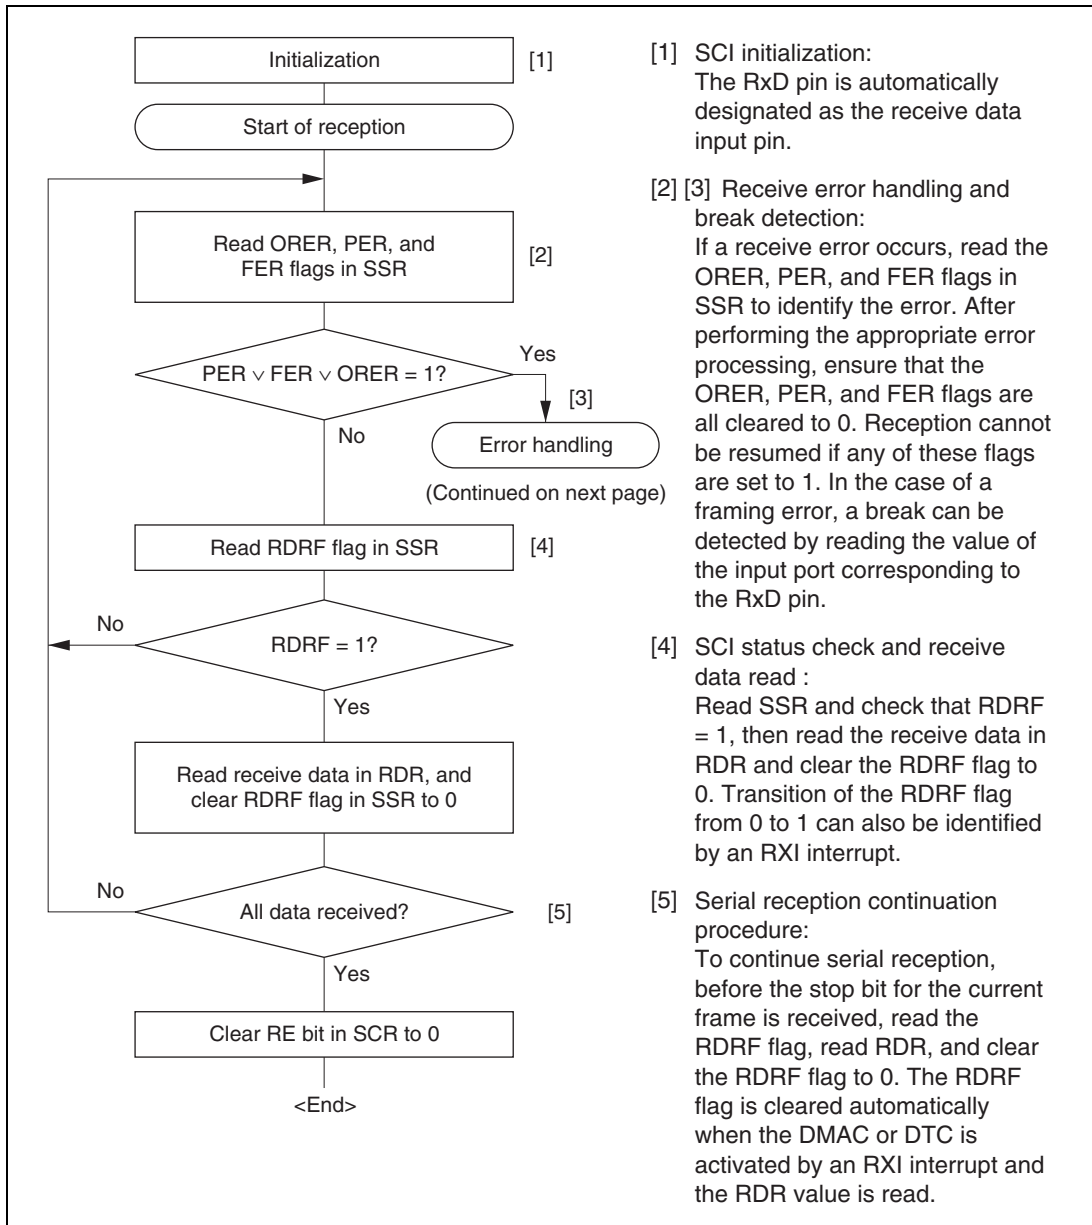 Initialization
[1]
Start of reception
Read ORER, PER, and
FER flags in SSR
[2]
PER ∨ FER ∨ ORER = 1?
Yes
[3]
No
Error handling
(Continued on next page)
Read RDRF flag in SSR
[4]
No
RDRF = 1?
Yes
Read receive data in RDR, and
clear RDRF flag in SSR to 0
No
All data received?
[5]
Yes
Clear RE bit in SCR to 0
<End>
[1] SCI initialization:
The RxD pin is automatically
designated as the receive data
input pin.
[2] [3] Receive error handling and
break detection:
If a receive error occurs, read the
ORER, PER, and FER flags in
SSR to identify the error. After
performing the appropriate error
processing, ensure that the
ORER, PER, and FER flags are
all cleared to 0. Reception cannot
be resumed if any of these flags
are set to 1. In the case of a
framing error, a break can be
detected by reading the value of
the input port corresponding to
the RxD pin.
[4] SCI status check and receive
data read :
Read SSR and check that RDRF
= 1, then read the receive data in
RDR and clear the RDRF flag to
0. Transition of the RDRF flag
from 0 to 1 can also be identified
by an RXI interrupt.
[5] Serial reception continuation
procedure:
To continue serial reception,
before the stop bit for the current
frame is received, read the
RDRF flag, read RDR, and clear
the RDRF flag to 0. The RDRF
flag is cleared automatically
when the DMAC or DTC is
activated by an RXI interrupt and
the RDR value is read.